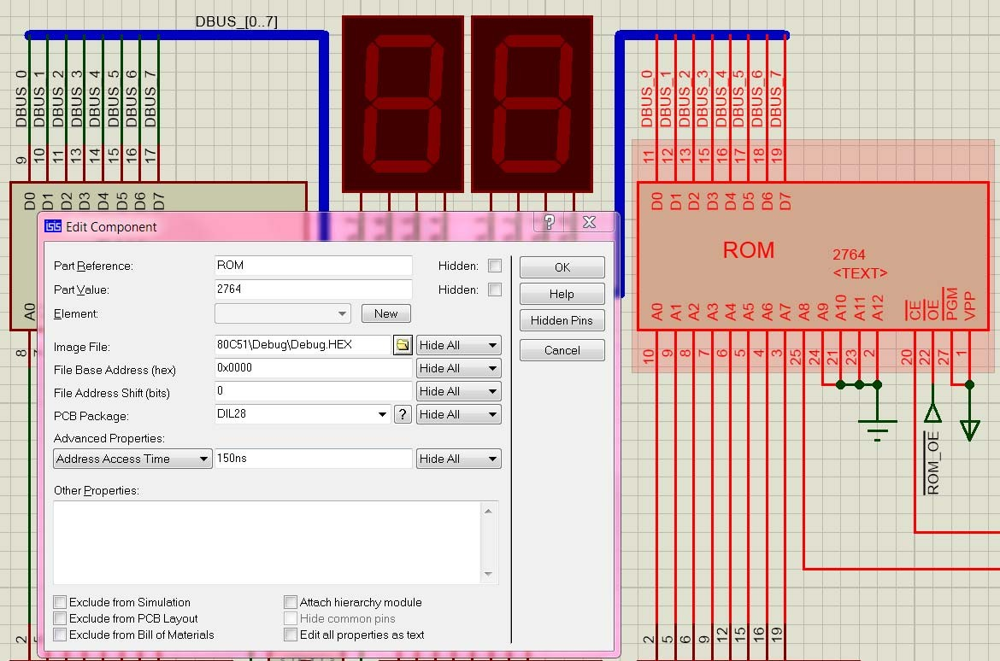 DBUS_[0..7]
DBUS_0
DBUS_1
DBUS_2
DBUS_3
DBUS_4
DBUS_5
DBUS_6
DBUS_7
9
10
11
13
14
15
16
17
D0
D1
D2
D3
D4
D5
D6
D7
A0
8
7
2
5
Edit Component
Part Reference:
ROM
Hidden:
Part Value:
2764
Hidden:
Element:
New
Image File:
80C51\Debug\Debug.HEX
Hide All
File Base Address (hex)
0x0000
Hide All
File Address Shift (bits)
0
Hide All
PCB Package:
DIL28
?
Hide All
Advanced Properties:
Address Access Time
150ns
Hide All
Other Properties:
Exclude from Simulation
Attach hierarchy module
Exclude from PCB Layout
Hide common pins
Exclude from Bill of Materials
Edit all properties as text
OK
Help
Hidden Pins
Cancel
DBUS_0
DBUS_1
DBUS_2
DBUS_3
DBUS_4
DBUS_5
DBUS_6
DBUS_7
11
12
13
15
16
17
18
19
D0
D1
D2
D3
D4
D5
D6
D7
ROM
2764
<TEXT>
A0
A1
A2
A3
A4
A5
A6
A7
A8
A9
A10
A11
A12
CE
OE
PGM
VPP
10
9
8
7
6
5
4
3
25
24
21
23
2
20
22
27
1
ROM_OE
2
5
6
9
12
15
16
19